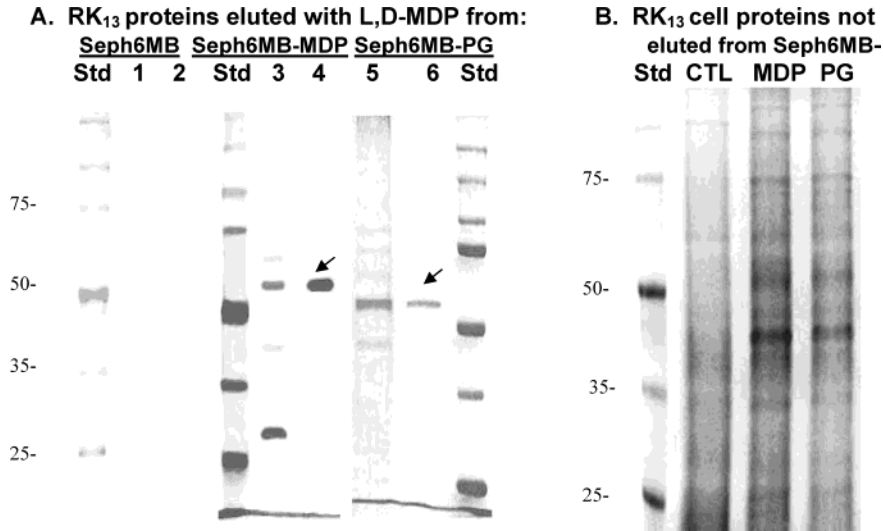 A. RK13 proteins eluted with L,D-MDP from:
Seph6MB Seph6MB-MDP Seph6MB-PG
Std 1 2 Std 3 4 5 6 Std
75-
50-
35-
25-
B. RK13 cell proteins not
eluted from Seph6MB-
Std CTL MDP PG
75-
50-
35-
25-